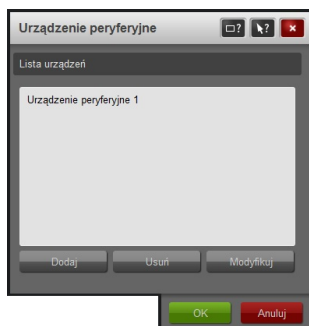 Urządzenie peryferyjne
Lista urządzeń
Urządzenie peryferyjne 1
Dodaj Usuń Modyfikuj
OK Anuluj